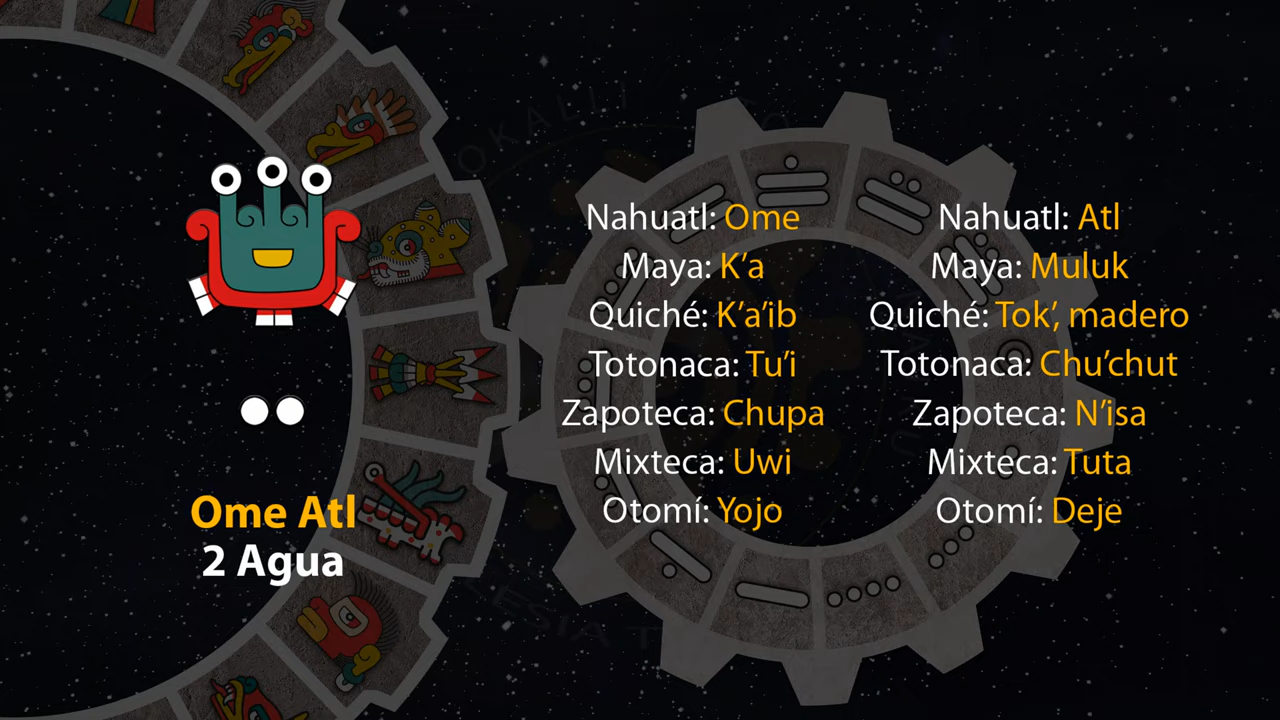 Ome Atl
2 Agua
Nahuatl: Ome
Maya: K’a
Quiché: K’a’ib
Totonaca: Tu’i
Zapoteca: Chupa
Mixteca: Uwi
Otomí: Yojo
Nahuatl: Atl
Maya: Muluk
Quiché: Tok’, madero
Totonaca: Chu’chut
Zapoteca: N’isa
Mixteca: Tuta
Otomí: Deje